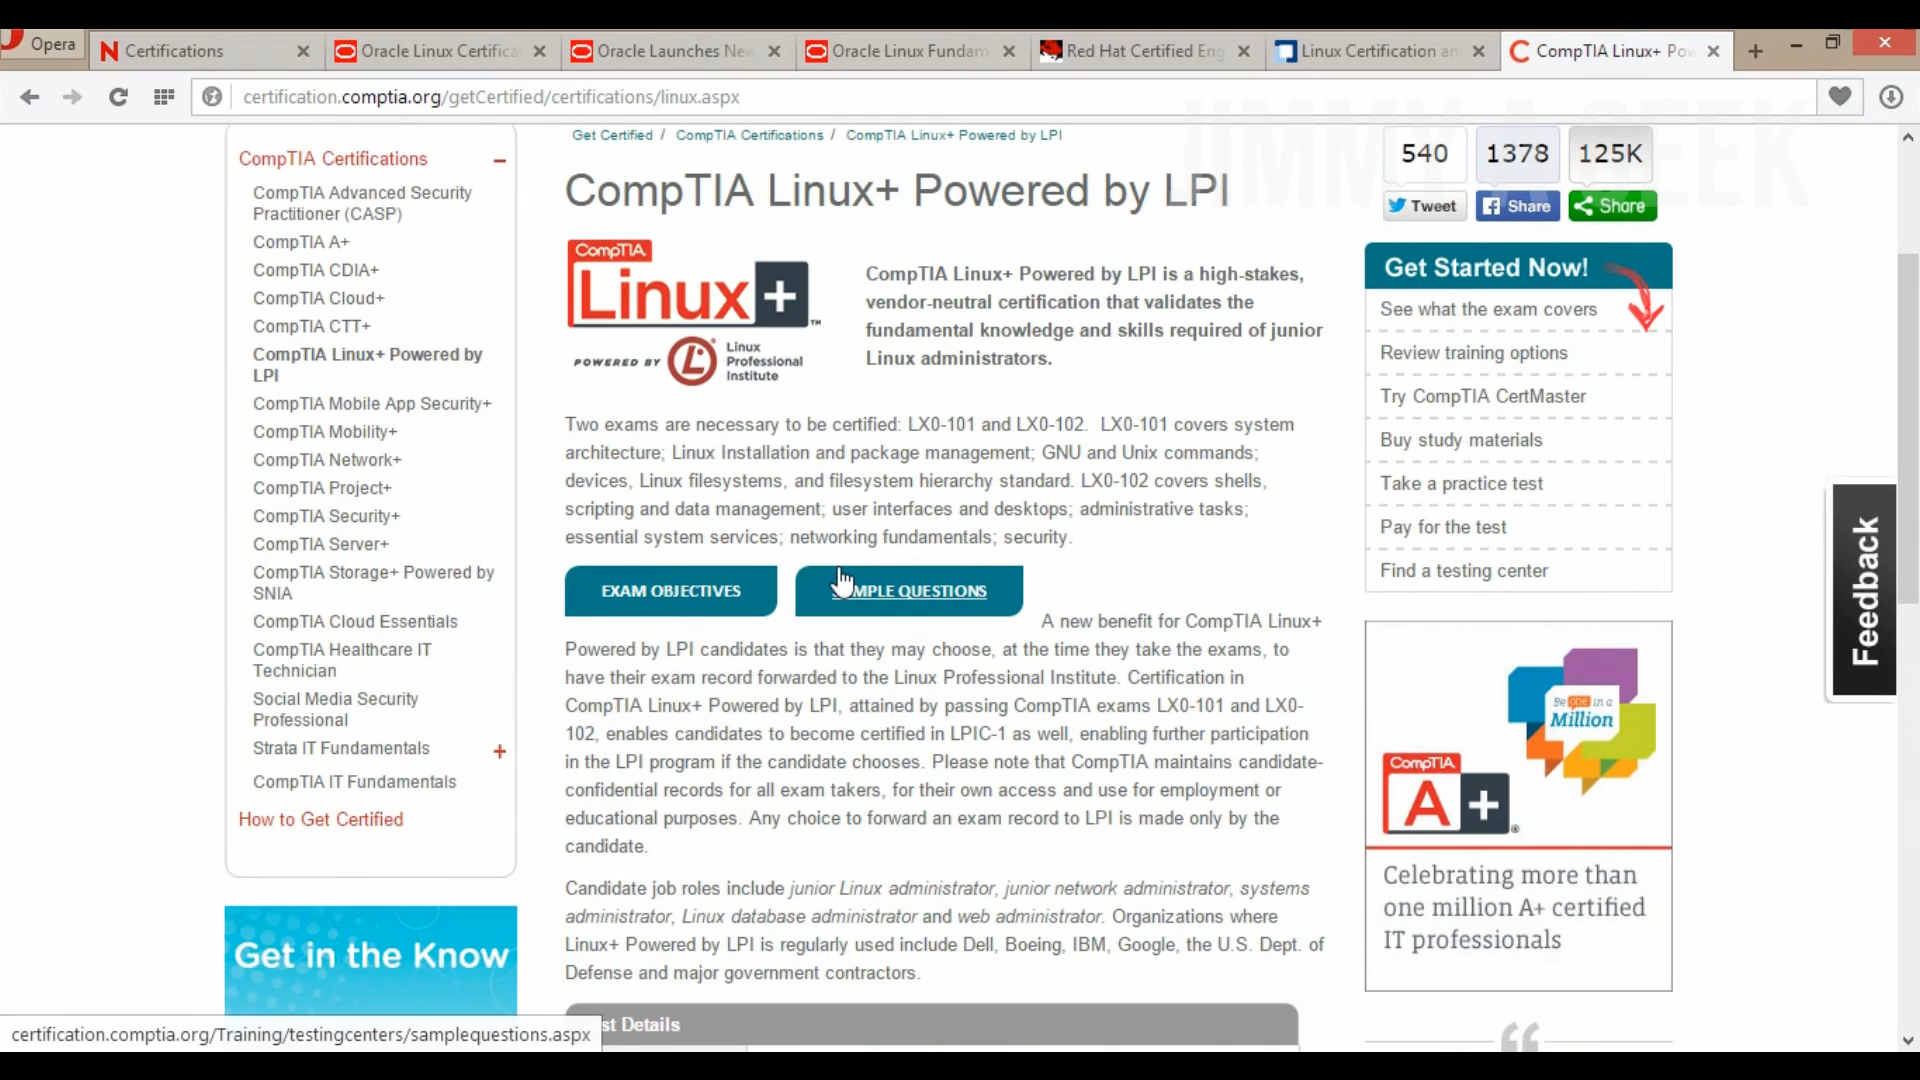 Opera
Certifications
Oracle Linux Certifica
Oracle Launches New
Oracle Linux Fundam
Red Hat Certified Eng
Linux Certification an
CompTIA Linux+ Pow
certification.comptia.org/getCertified/certifications/linux.aspx
JIMMY A GEEK
Get Certified / CompTIA Certifications / CompTIA Linux+ Powered by LPI
CompTIA Certifications
CompTIA Advanced Security
Practitioner (CASP)
CompTIA A+
CompTIA CDIA+
CompTIA Cloud+
CompTIA CTT+
CompTIA Linux+ Powered by
LPI
CompTIA Mobile App Security+
CompTIA Mobility+
CompTIA Network+
CompTIA Project+
CompTIA Security+
CompTIA Server+
CompTIA Storage+ Powered by
SNIA
CompTIA Cloud Essentials
CompTIA Healthcare IT
Technician
Social Media Security
Professional
Strata IT Fundamentals
CompTIA IT Fundamentals
How to Get Certified
Get in the Know
CompTIA Linux+ Powered by LPI
CompTIA
Linux+™
POWERED BY
Linux
Professional
Institute
CompTIA Linux+ Powered by LPI is a high-stakes,
vendor-neutral certification that validates the
fundamental knowledge and skills required of junior
Linux administrators.
Two exams are necessary to be certified: LX0-101 and LX0-102. LX0-101 covers system
architecture; Linux Installation and package management; GNU and Unix commands;
devices, Linux filesystems, and filesystem hierarchy standard. LX0-102 covers shells,
scripting and data management; user interfaces and desktops; administrative tasks;
essential system services; networking fundamentals; security.
EXAM OBJECTIVES
MPLE QUESTIONS
A new benefit for CompTIA Linux+
Powered by LPI candidates is that they may choose, at the time they take the exams, to
have their exam record forwarded to the Linux Professional Institute. Certification in
CompTIA Linux+ Powered by LPI, attained by passing CompTIA exams LX0-101 and LX0-
102, enables candidates to become certified in LPIC-1 as well, enabling further participation
in the LPI program if the candidate chooses. Please note that CompTIA maintains candidate-
confidential records for all exam takers, for their own access and use for employment or
educational purposes. Any choice to forward an exam record to LPI is made only by the
candidate.
Candidate job roles include junior Linux administrator, junior network administrator, systems
administrator, Linux database administrator and web administrator. Organizations where
Linux+ Powered by LPI is regularly used include Dell, Boeing, IBM, Google, the U.S. Dept. of
Defense and major government contractors.
st Details
540
1378
125K
Tweet
Share
Share
Get Started Now!
See what the exam covers
Review training options
Try CompTIA CertMaster
Buy study materials
Take a practice test
Pay for the test
Find a testing center
Be one in a
Million
CompTIA
A+®
Celebrating more than
one million A+ certified
IT professionals
Feedback
certification.comptia.org/Training/testingcenters/samplequestions.aspx